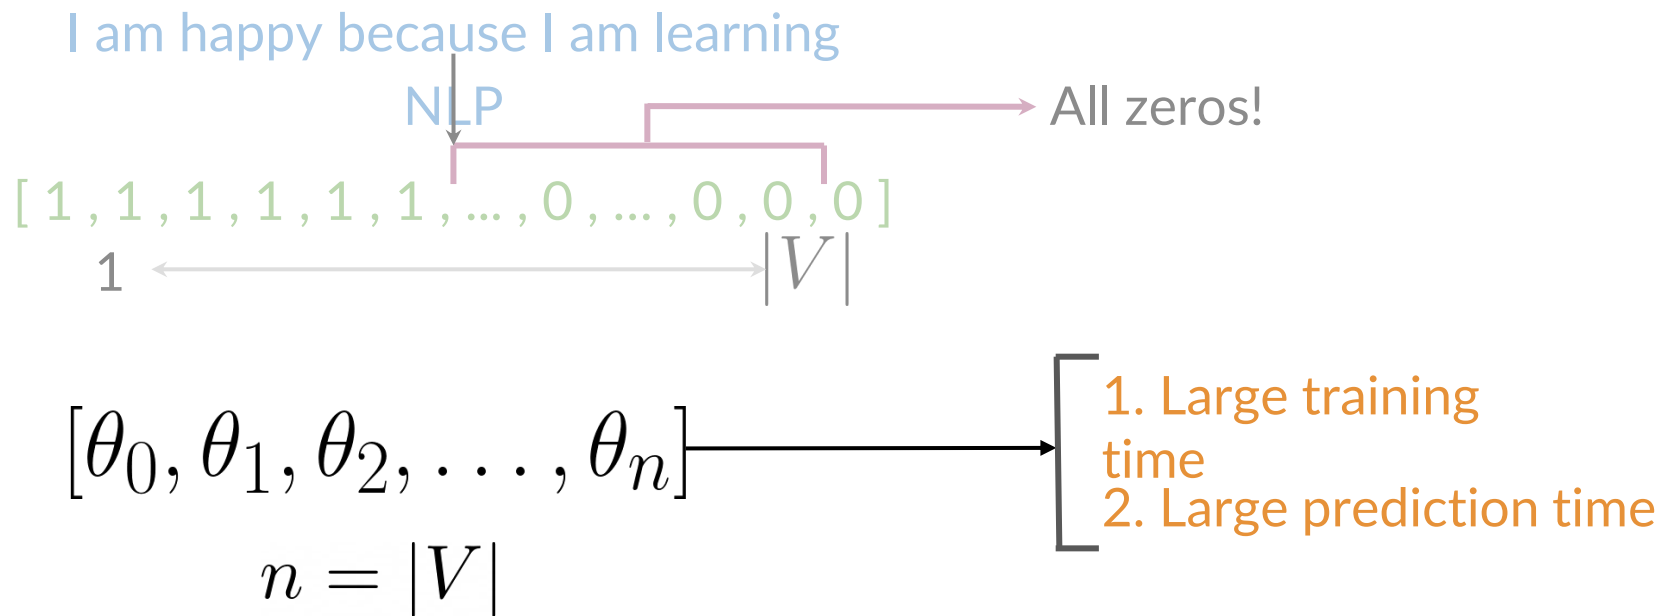 I am happy because I am learning
NLP
All zeros!
[ 1 , 1 , 1 , 1 , 1 , 1 , ... , 0 , ... , 0 , 0 , 0 ]
1 |V|
[θ₀, θ₁, θ₂, . . . , θₙ]
1. Large training
time
2. Large prediction time
n = |V|